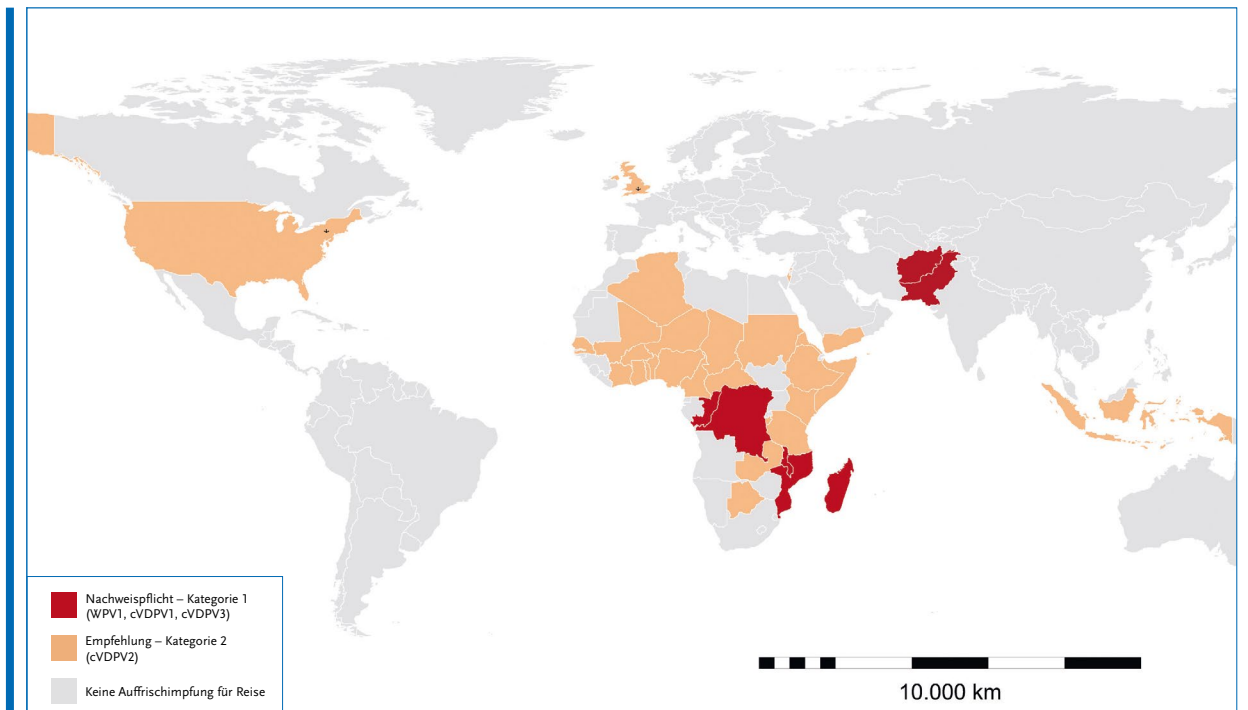 Nachweispflicht – Kategorie 1
(WPV1, cVDPV1, cVDPV3)
Empfehlung – Kategorie 2
(cVDPV2)
Keine Auffrischimpfung für Reise
10.000 km